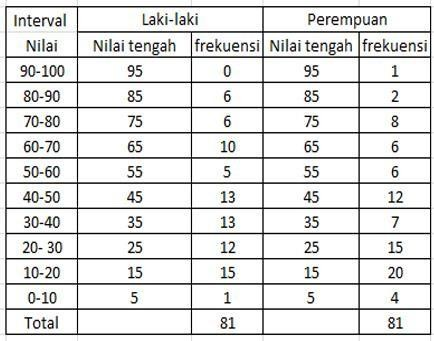 Interval Laki-laki Perempuan
Nilai Nilai tengah frekuensi Nilai tengah frekuensi
90-100 95 0 95 1
80-90 85 6 85 2
70-80 75 6 75 8
60-70 65 10 65 6
50-60 55 5 55 6
40-50 45 13 45 12
30-40 35 13 35 7
20- 30 25 12 25 15
10-20 15 15 15 20
0-10 5 1 5 4
Total 81 81